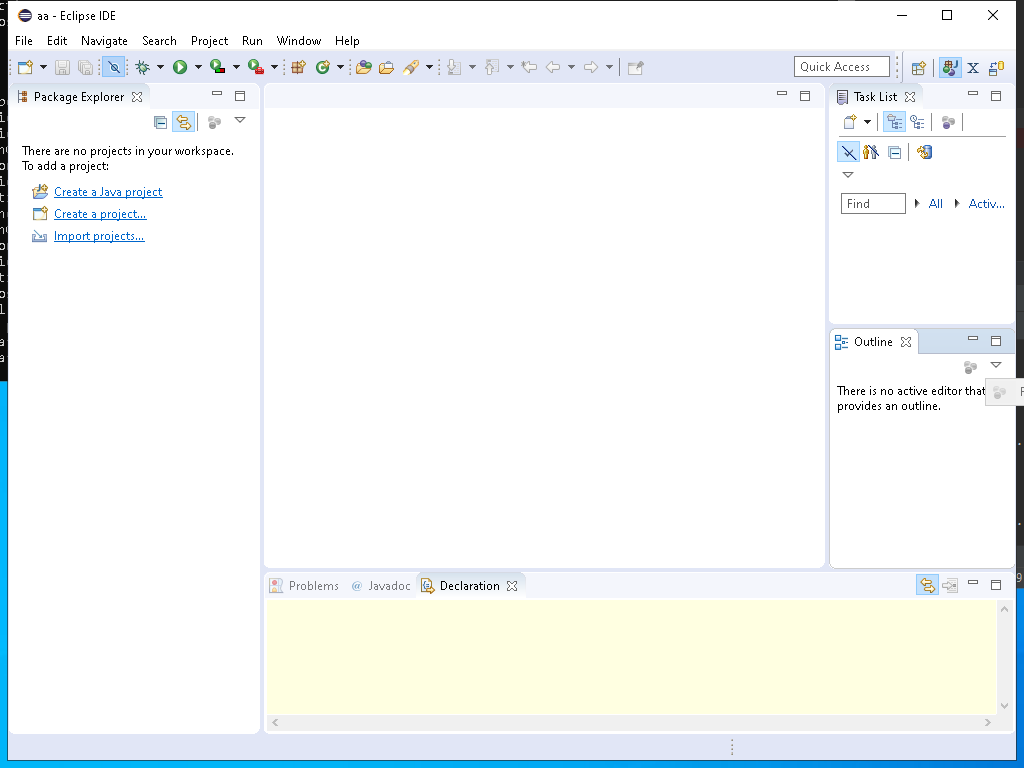 aa - Eclipse IDE
File Edit Navigate Search Project Run Window Help
Quick Access
Package Explorer
There are no projects in your workspace.
To add a project:
Create a Java project
Create a project...
Import projects...
Task List
Find
All
Activ...
Outline
There is no active editor that
provides an outline.
Problems
@ Javadoc
Declaration